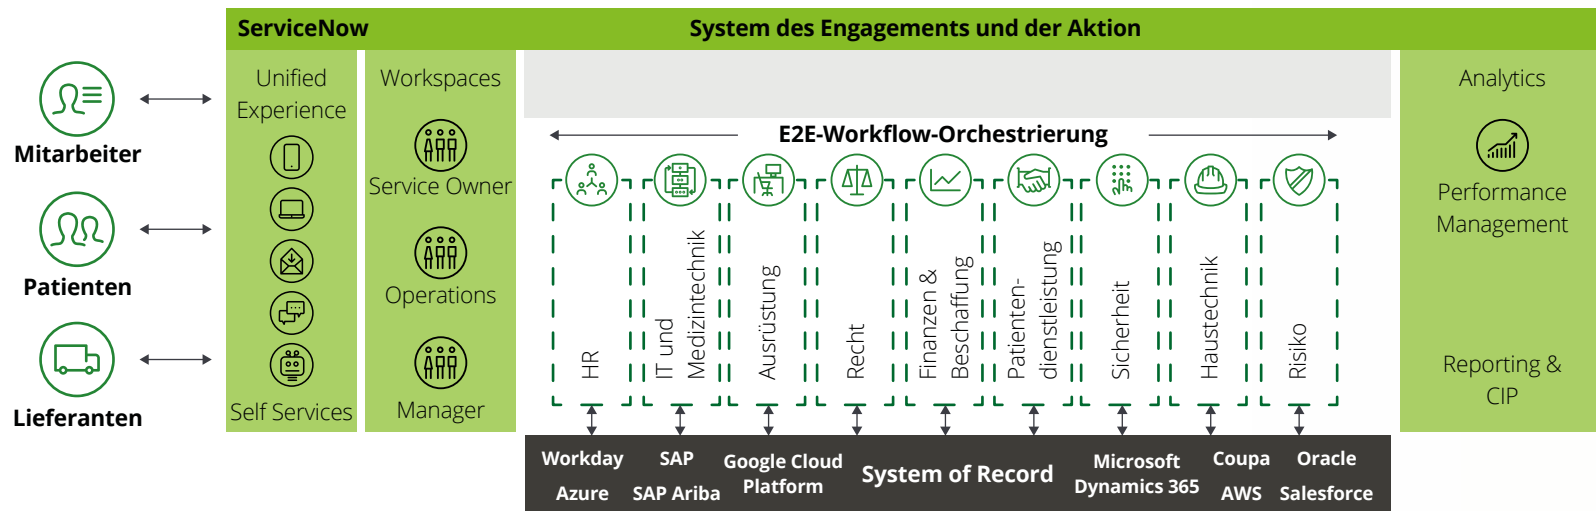 ServiceNow
System des Engagements und der Aktion
Mitarbeiter
Patienten
Lieferanten
Unified
Experience
Self Services
Workspaces
Service Owner
Operations
Manager
E2E-Workflow-Orchestrierung
HR
IT und
Medizintechnik
Ausrüstung
Recht
Finanzen &
Beschaffung
Patienten-
dienstleistung
Sicherheit
Haustechnik
Risiko
Analytics
Performance
Management
Reporting &
CIP
Workday
Azure
SAP
SAP Ariba
Google Cloud
Platform
System of Record
Microsoft
Dynamics 365
Coupa
AWS
Oracle
Salesforce